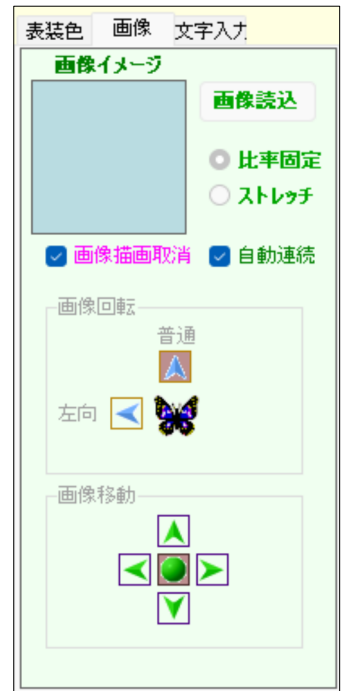 表装色 画像 文字入力
画像イメージ
画像読込
比率固定
ストレッチ
画像描画取消 自動連続
画像回転
普通
左向
画像移動